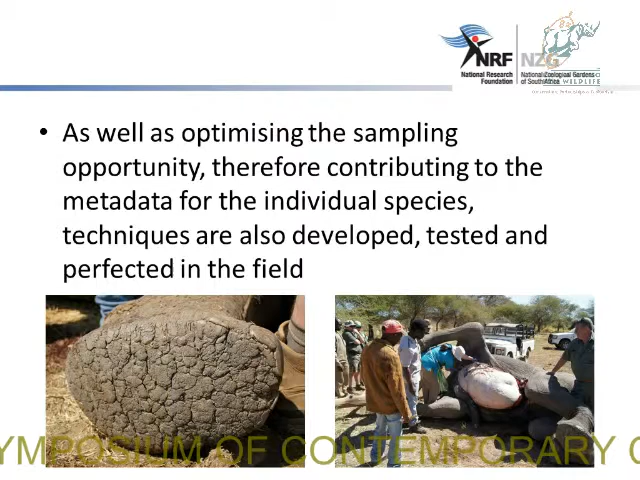 NRF
National Research
Foundation
NZG
National Zoological Gardens
of South Africa
WILDLIFE
• As well as optimising the sampling
opportunity, therefore contributing to the
metadata for the individual species,
techniques are also developed, tested and
perfected in the field
YMPOSIUM OF CONTEMPORARY C